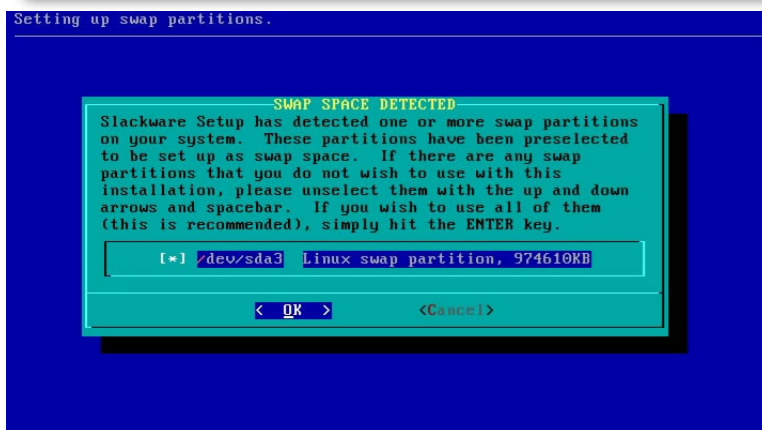 Setting up swap partitions.
SWAP SPACE DETECTED
Slackware Setup has detected one or more swap partitions
on your system.  These partitions have been preselected
to be set up as swap space.  If there are any swap
partitions that you do not wish to use with this
installation, please unselect them with the up and down
arrows and spacebar.  If you wish to use all of them
(this is recommended), simply hit the ENTER key.
[*] /dev/sda3  Linux swap partition, 974610KB
<  OK  >  <Cancel>